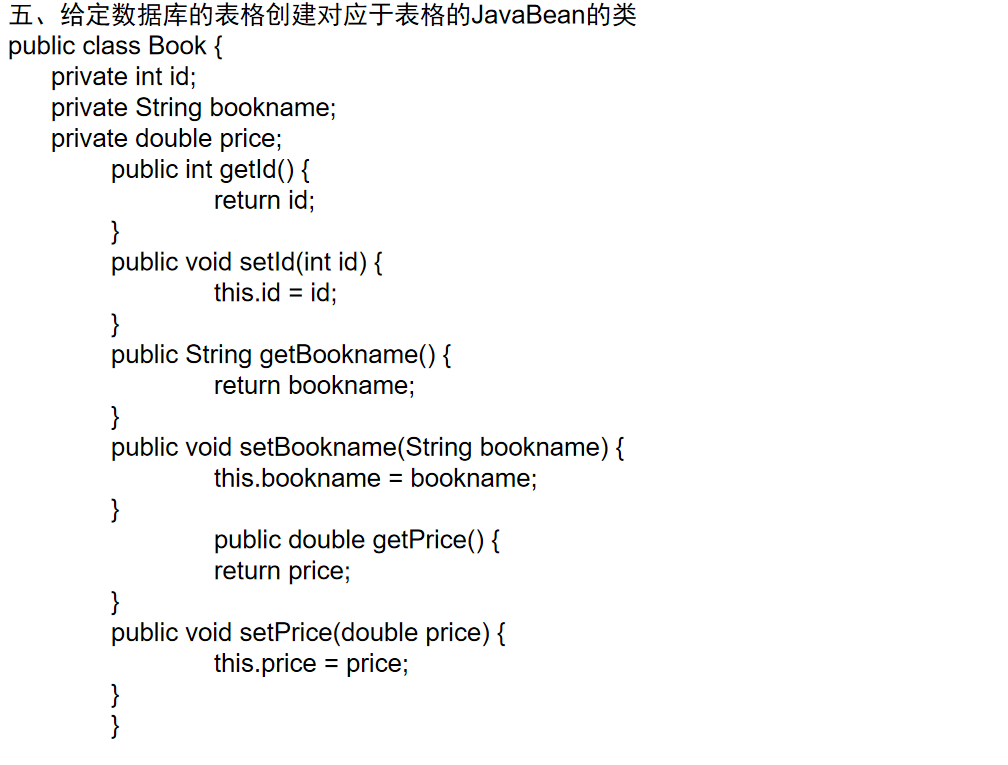 五、给定数据库的表格创建对应于表格的JavaBean的类
public class Book {
private int id;
private String bookname;
private double price;
public int getId() {
return id;
}
public void setId(int id) {
this.id = id;
}
public String getBookname() {
return bookname;
}
public void setBookname(String bookname) {
this.bookname = bookname;
}
public double getPrice() {
return price;
}
public void setPrice(double price) {
this.price = price;
}
}